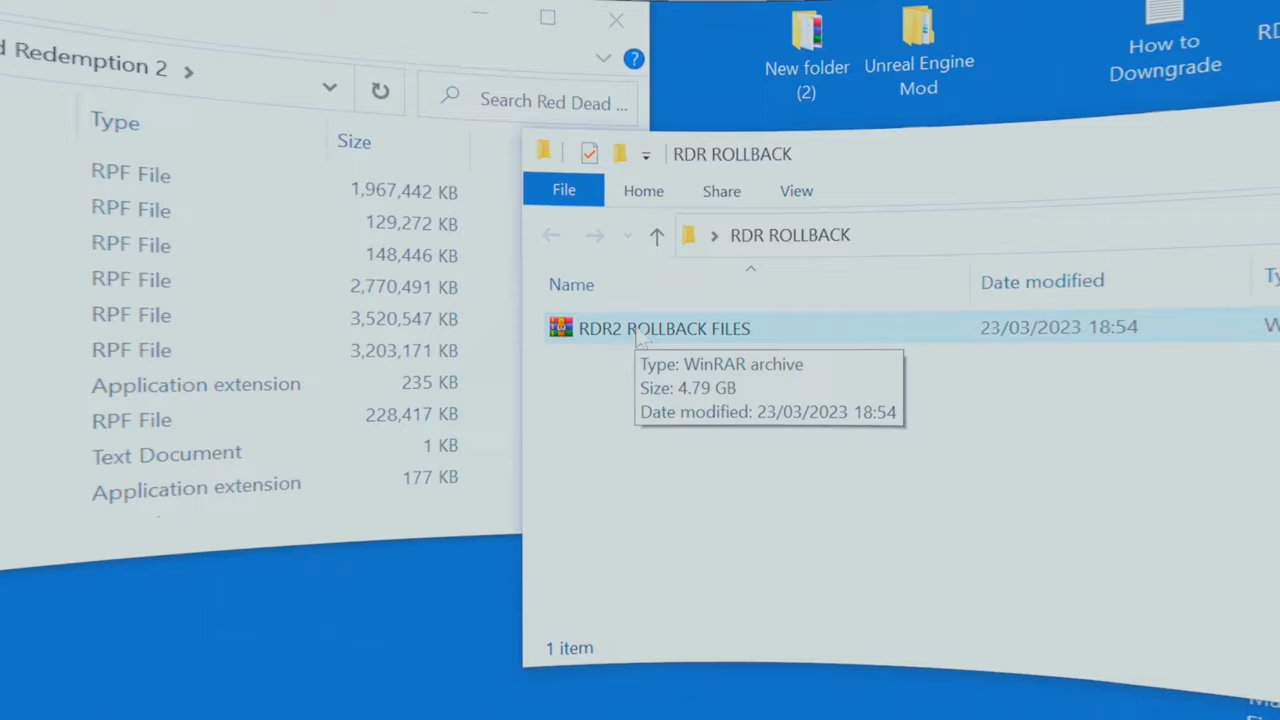 Redemption 2
Search Red Dead ...
Type
Size
RPF File
1,967,442 KB
RPF File
129,272 KB
RPF File
148,446 KB
RPF File
2,770,491 KB
RPF File
3,520,547 KB
RPF File
3,203,171 KB
Application extension
235 KB
RPF File
228,417 KB
Text Document
1 KB
Application extension
177 KB
New folder
(2)
Unreal Engine
Mod
How to
Downgrade
RDR ROLLBACK
File
Home
Share
View
RDR ROLLBACK
Name
Date modified
RDR2 ROLLBACK FILES
23/03/2023 18:54
Type: WinRAR archive
Size: 4.79 GB
Date modified: 23/03/2023 18:54
1 item